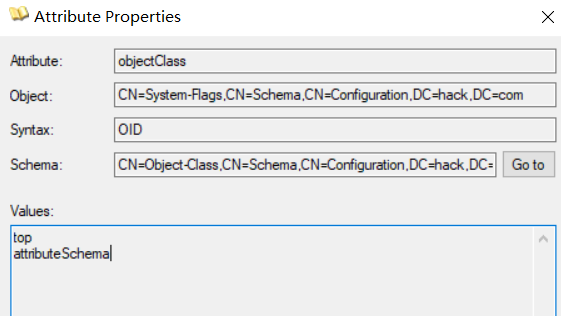 Attribute Properties
Attribute: objectClass
Object: CN=System-Flags,CN=Schema,CN=Configuration,DC=hack,DC=com
Syntax: OID
Schema: CN=Object-Class,CN=Schema,CN=Configuration,DC=hack,DC= Go to
Values:
top
attributeSchema